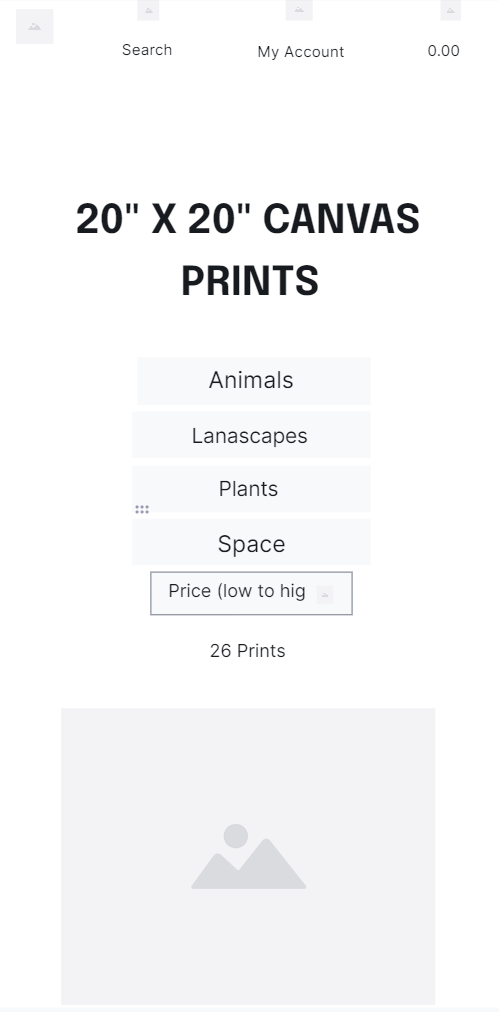 Search
My Account
0.00
20" X 20" CANVAS
PRINTS
Animals
Lanascapes
Plants
Space
Price (low to hig
26 Prints